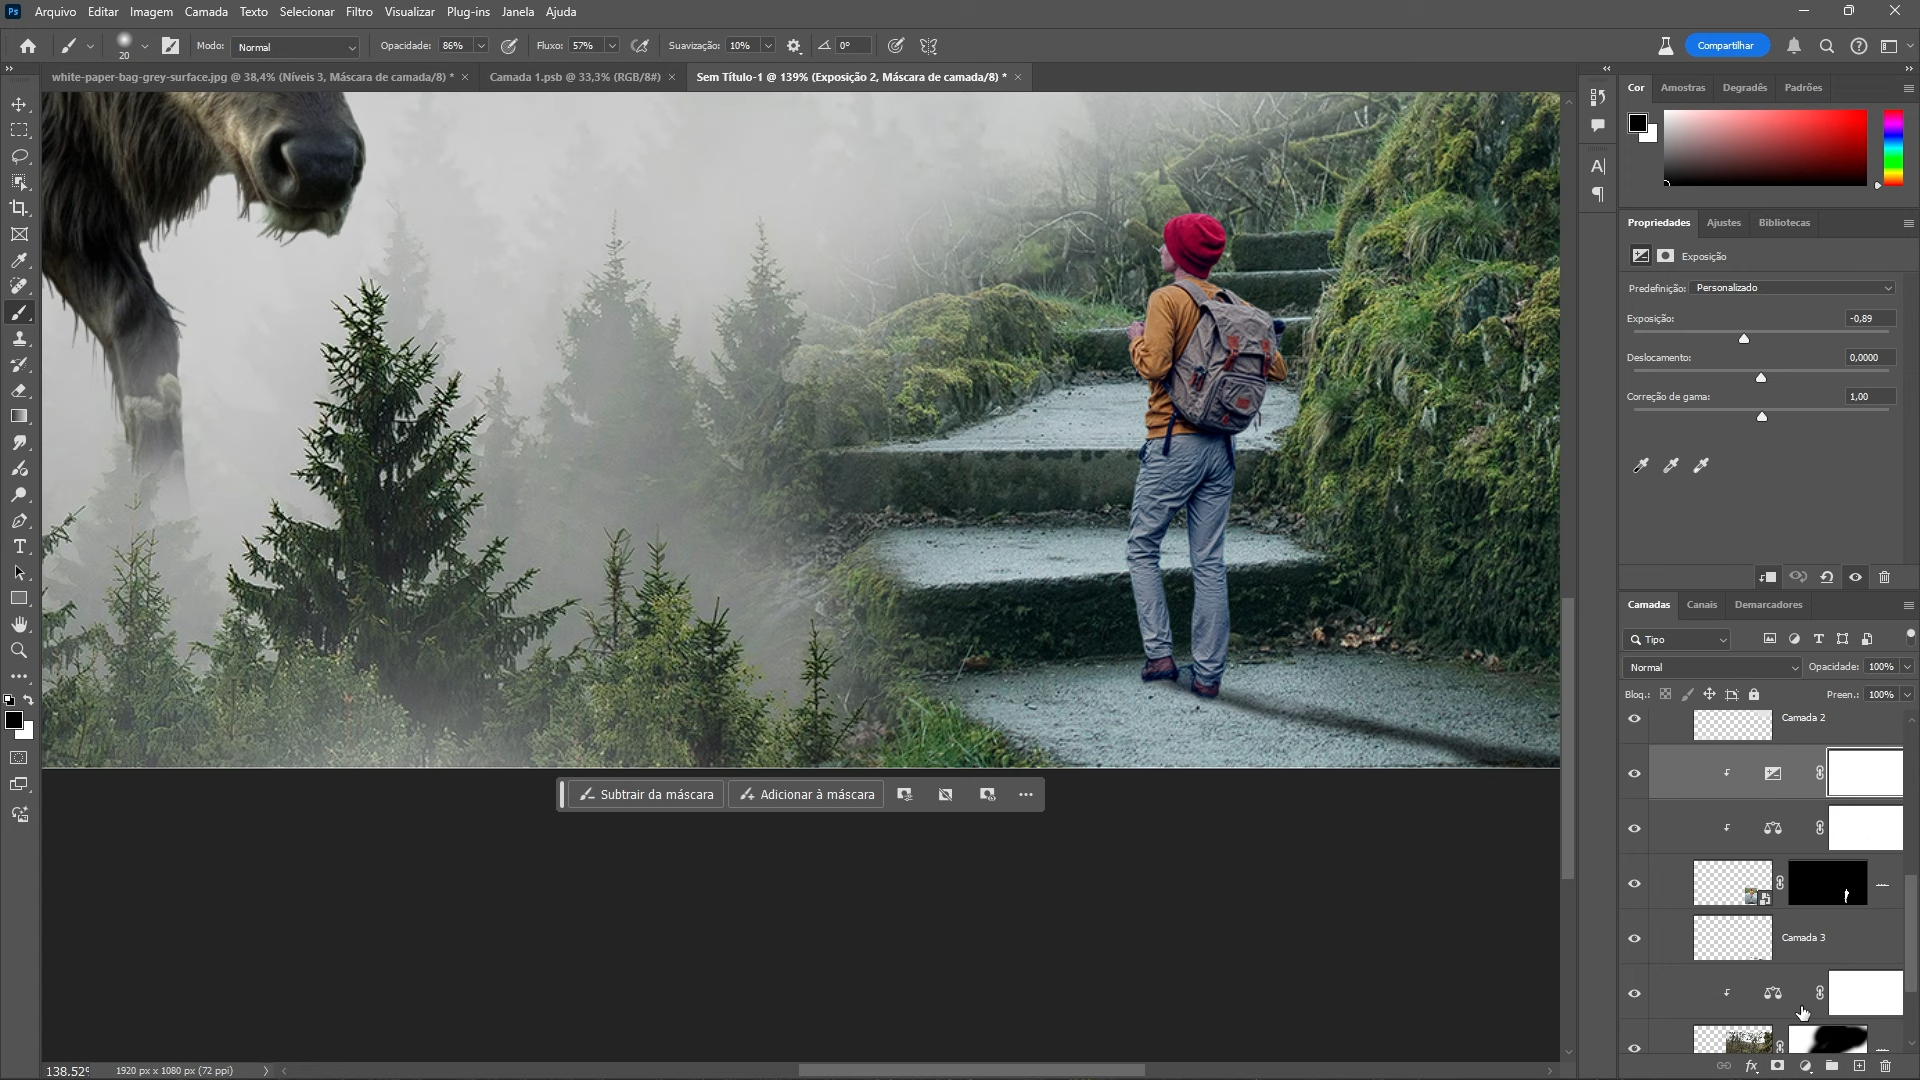 Ps Arquivo Editar Imagem Camada Texto Selecionar Filtro Visualizar Plug-ins Janela Ajuda
20 Modo: Normal Opacidade: 86% Fluxo: 57% Suavização: 10% 0° Compartilhar
white-paper-bag-grey-surface.jpg @ 38,4% (Níveis 3, Máscara de camada/8) * Camada 1.psb @ 33,3% (RGB/8#) Sem Título-1 @ 139% (Exposição 2, Máscara de camada/8) *
Cor Amostras Degradês Padrões
Propriedades Ajustes Bibliotecas
Exposição
Predefinição: Personalizado
Exposição: -0,89
Deslocamento: 0,0000
Correção de gama: 1,00
Camadas Canais Demarcadores
Tipo
Normal Opacidade: 100%
Bloq.: Preen.: 100%
Camada 2
Subtrair da máscara Adicionar à máscara
Camada 3
138,52% 1920 px x 1080 px (72 ppi)
fx